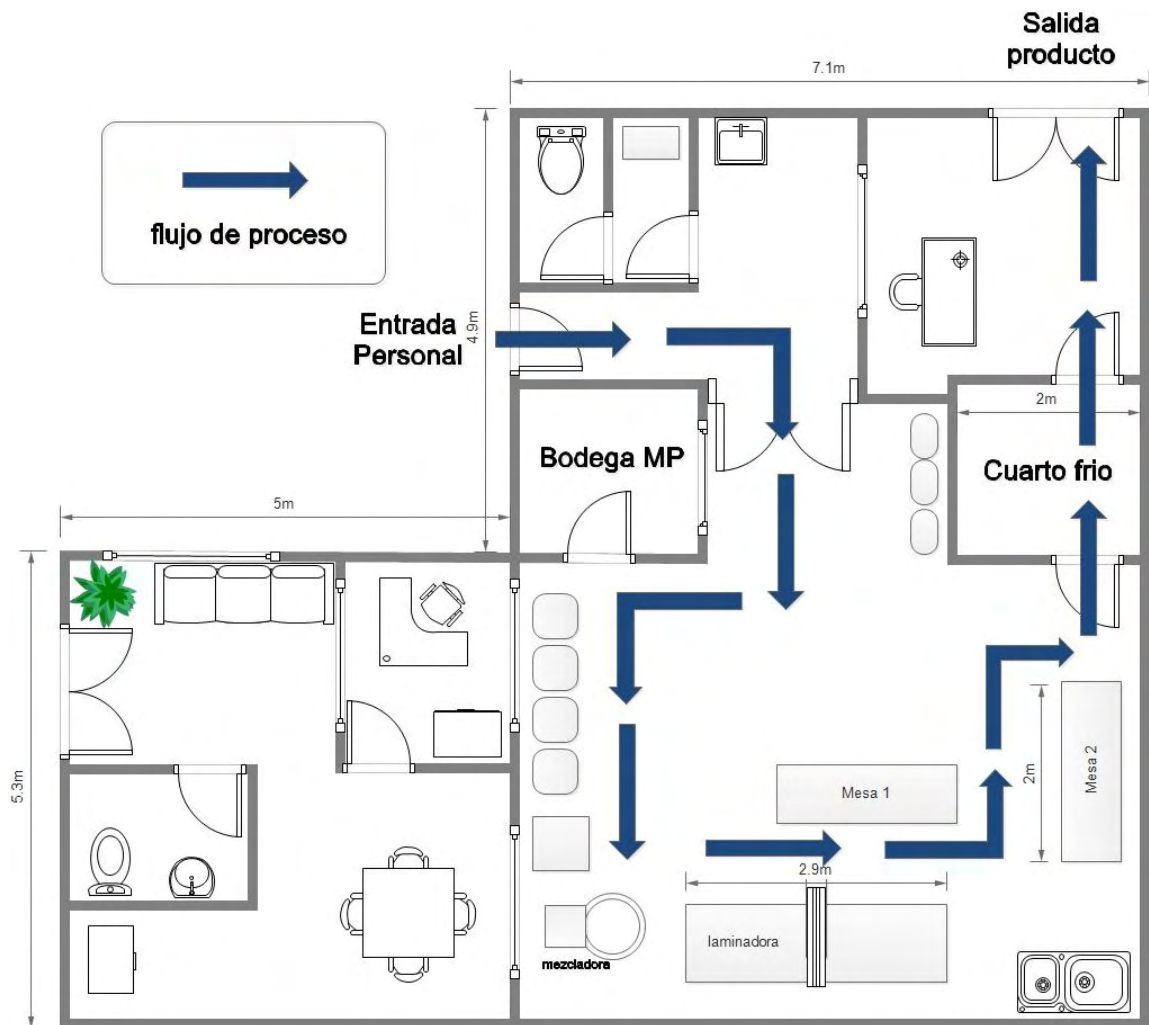 Salida
producto
7.1m
flujo de proceso
Entrada
Personal
4.9m
2m
Bodega MP
Cuarto frio
5m
5.3m
2m
Mesa 2
Mesa 1
2.9m
laminadora
mezcladora